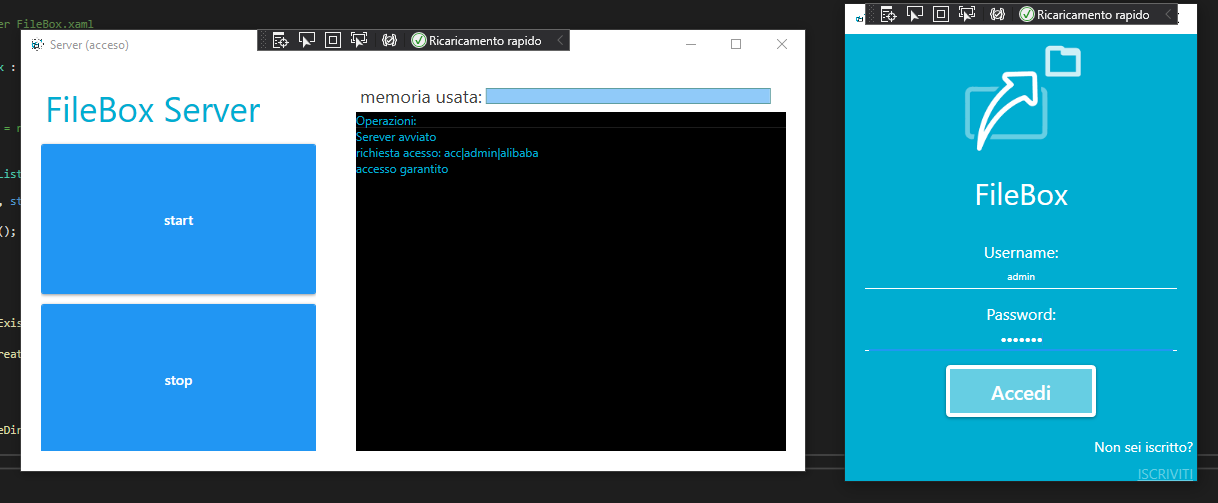 er FileBox.xaml
Server (acceso)
Ricaricamento rapido
k :
= n
List
, st
();
Exis
reat
eDir
FileBox Server
start
stop
memoria usata:
Operazioni:
Serever avviato
richiesta acesso: acc|admin|alibaba
accesso garantito
Ricaricamento rapido
FileBox
Username:
admin
Password:
•••••••
Accedi
Non sei iscritto?
ISCRIVITI